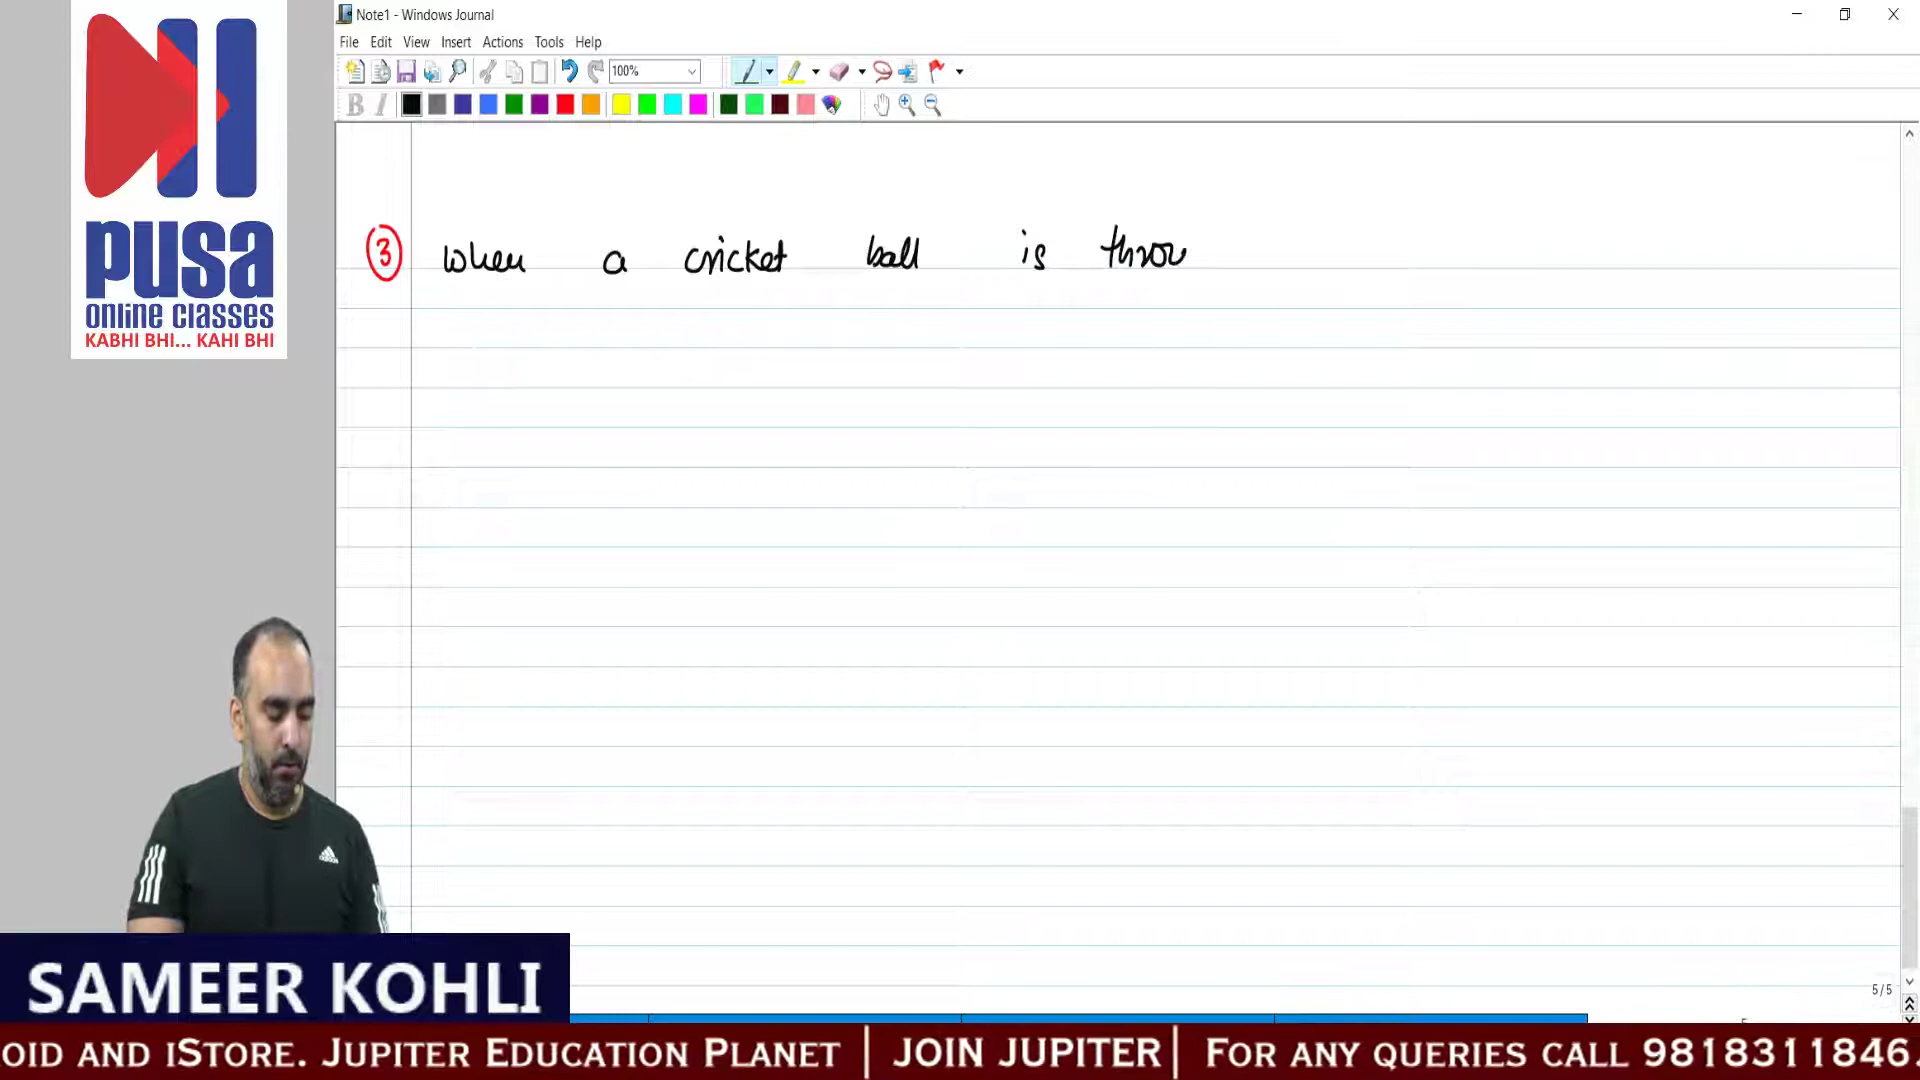 Note1 - Windows Journal
File Edit View Insert Actions Tools Help
100%
B I
PUSA
online classes
KABHI BHI... KAHI BHI
3 when a cricket ball is throw
adidas
SAMEER KOHLI
5/5
OID AND iSTORE. JUPITER EDUCATION PLANET | JOIN JUPITER | FOR ANY QUERIES CALL 9818311846.